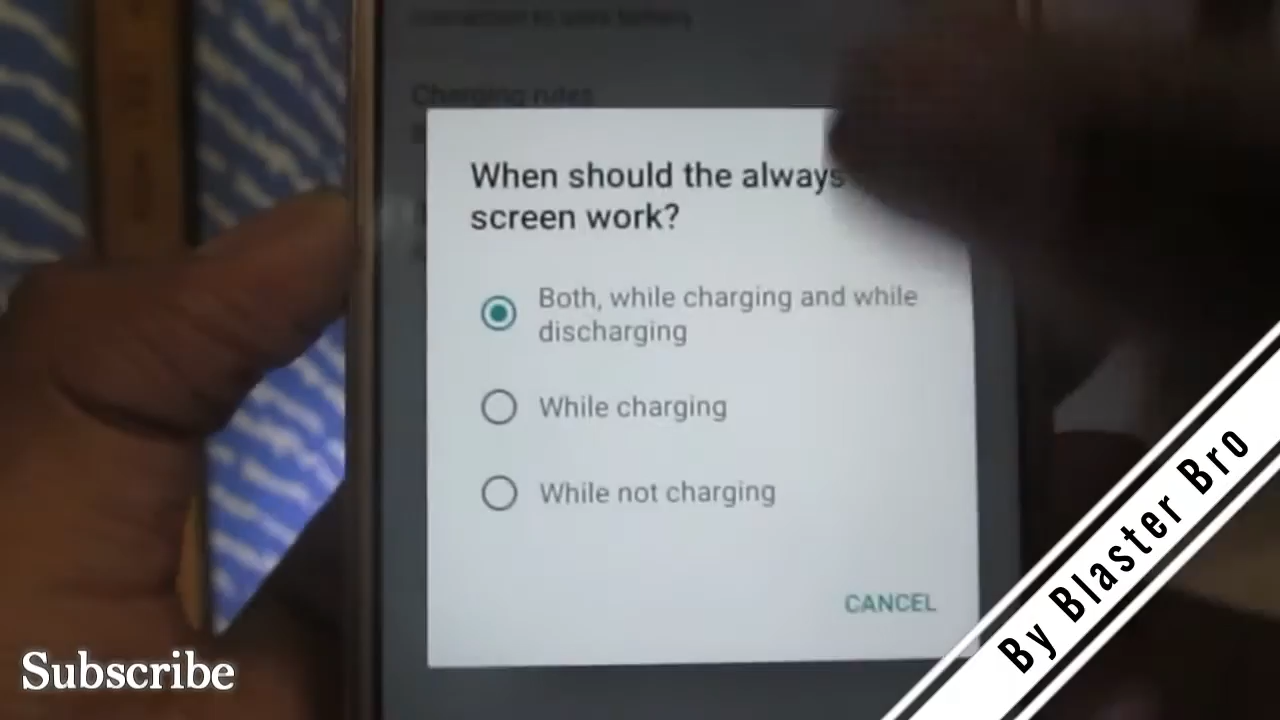 Charging rules
When should the always
screen work?
Both, while charging and while
discharging
While charging
While not charging
CANCEL
By Blaster Bro
Subscribe